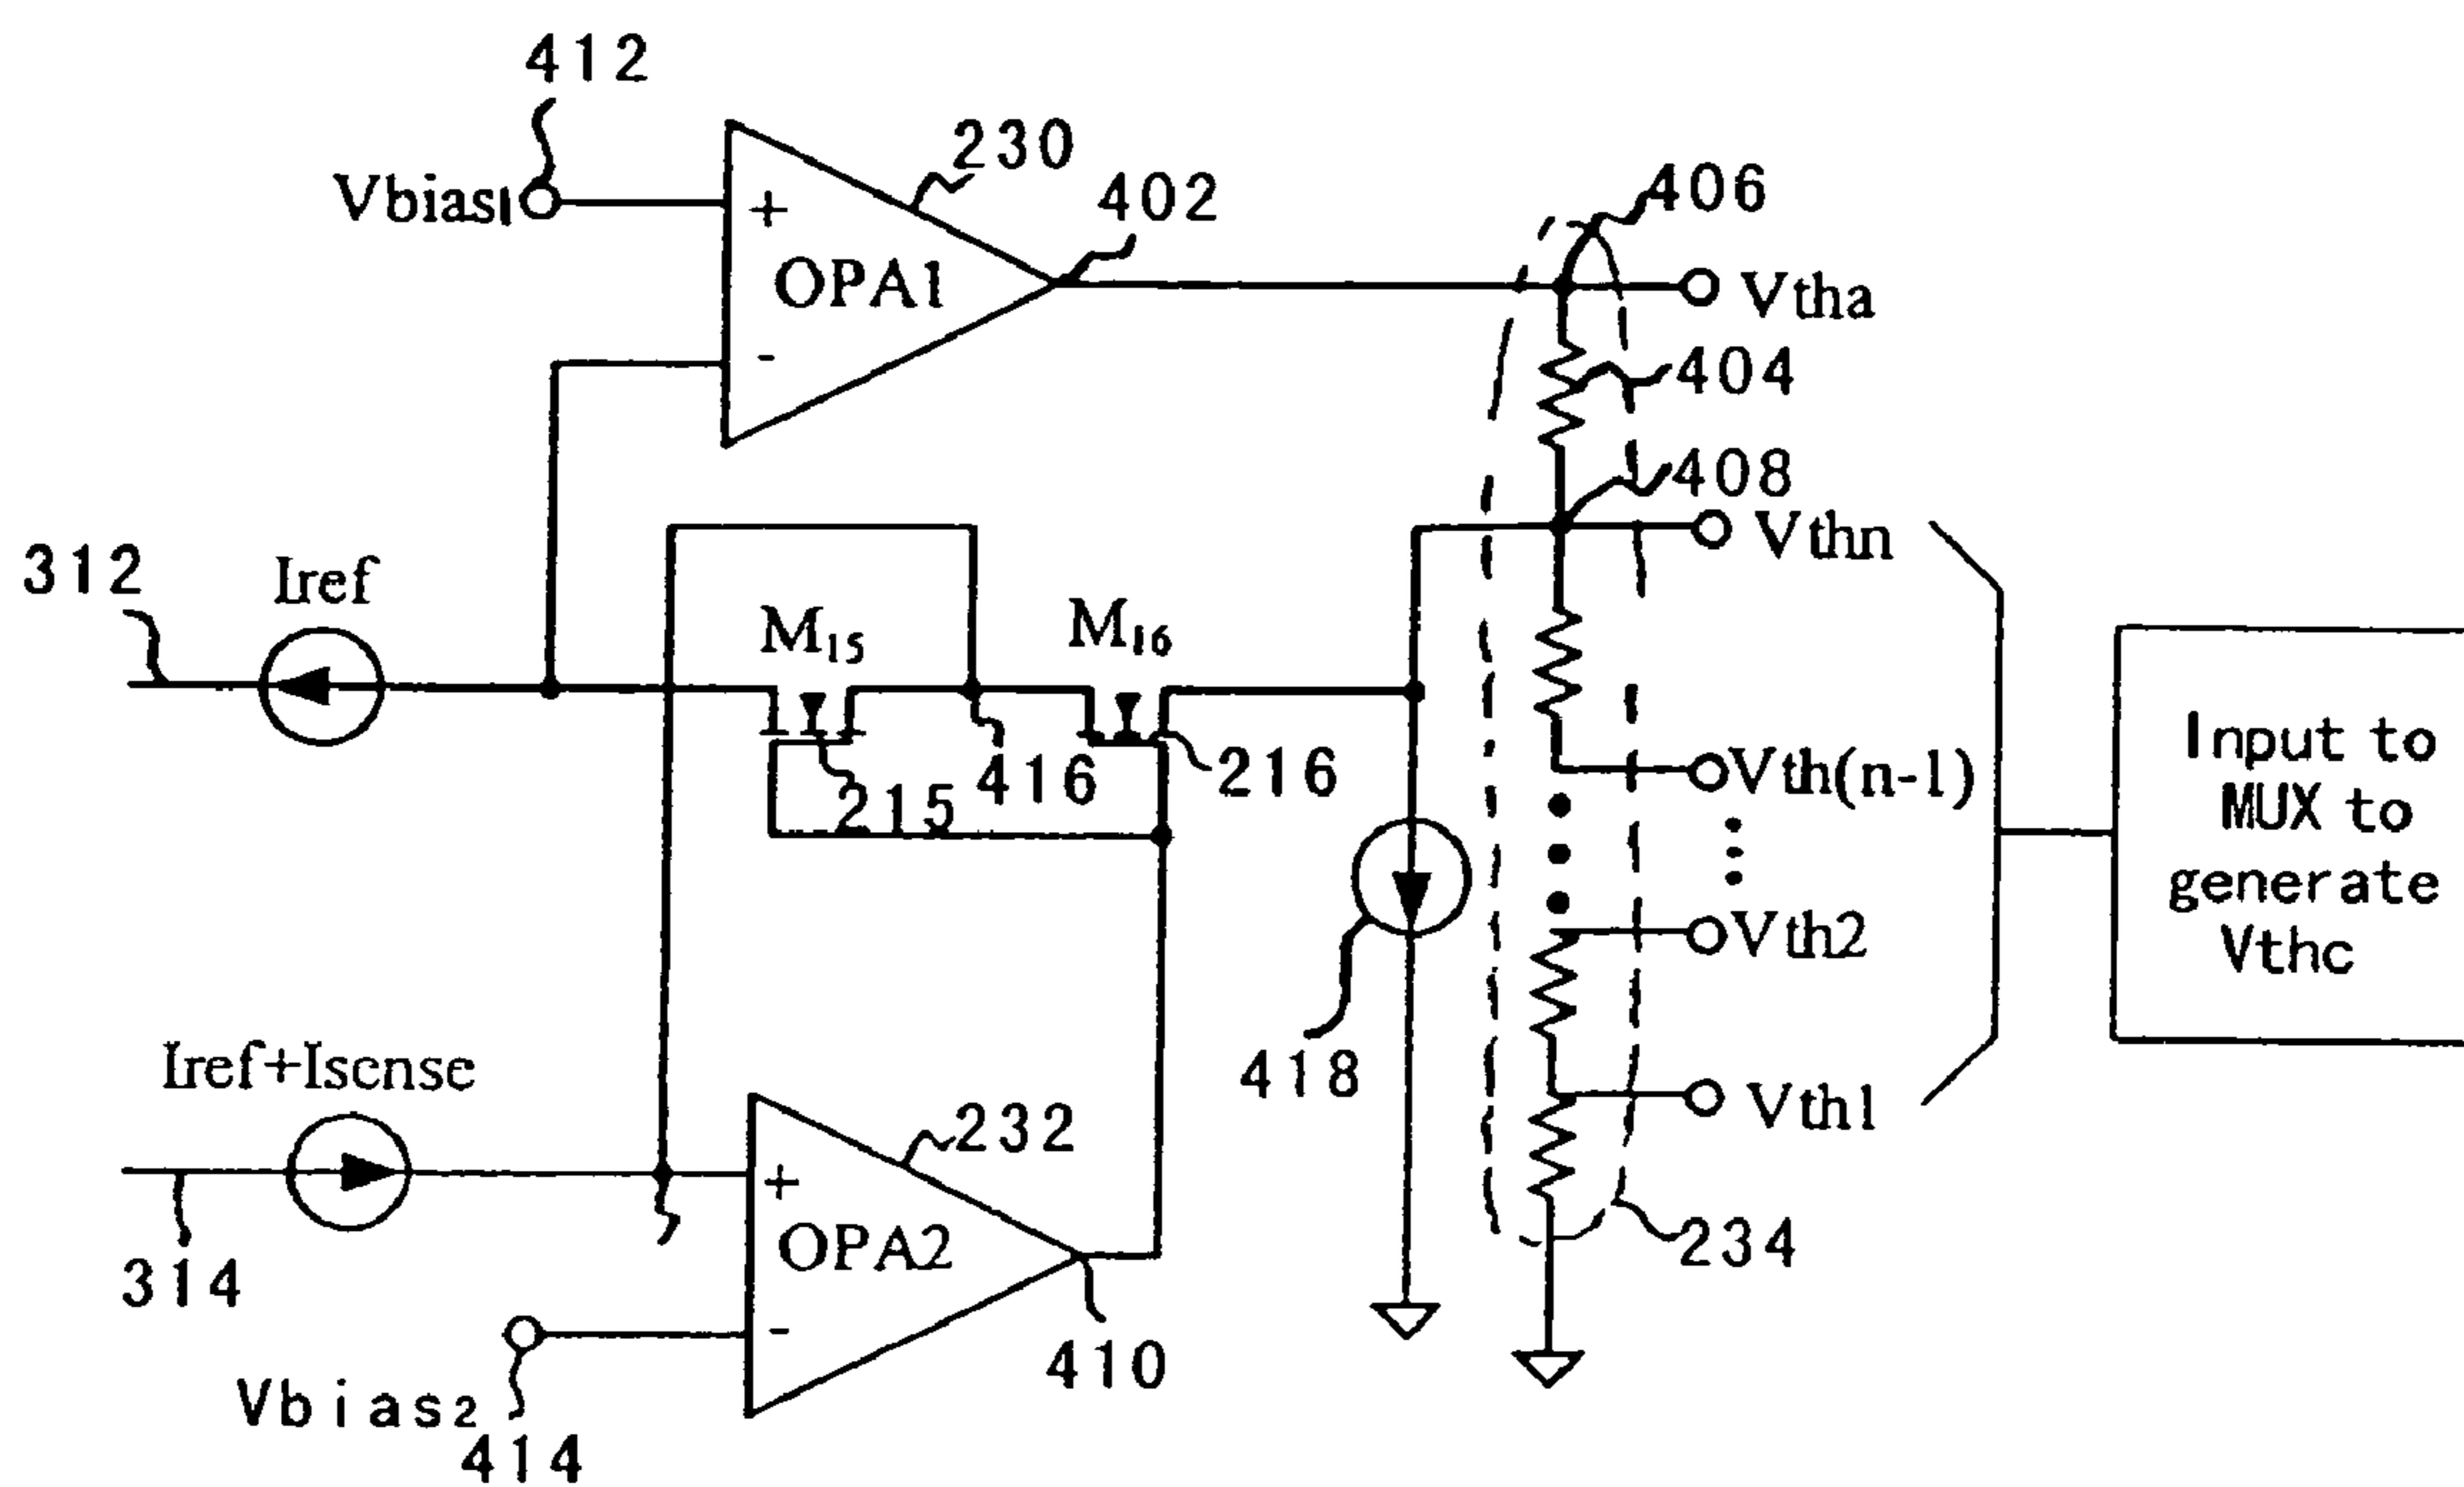 412
230
402
406
Vbias1
+
OPA1
-
Vtha
404
408
Vthn
312
Iref
M15
M16
416
215
216
Vth(n-1)
Input to
MUX to
generate
Vthc
Vth2
418
Vth1
Iref+Isense
232
+
OPA2
-
234
314
410
Vbias2
414